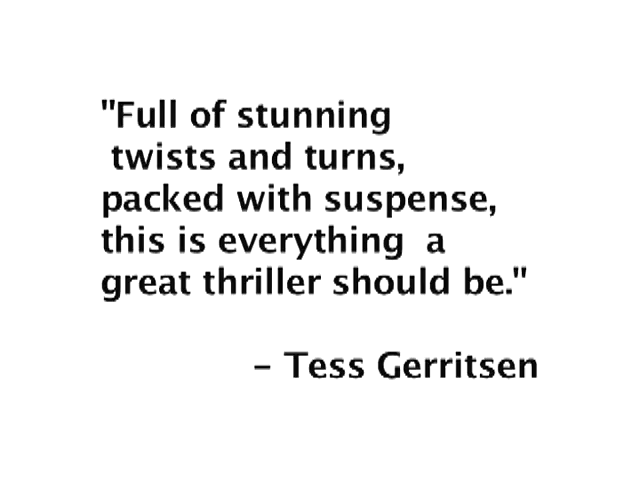 "Full of stunning
twists and turns,
packed with suspense,
this is everything  a
great thriller should be."
– Tess Gerritsen